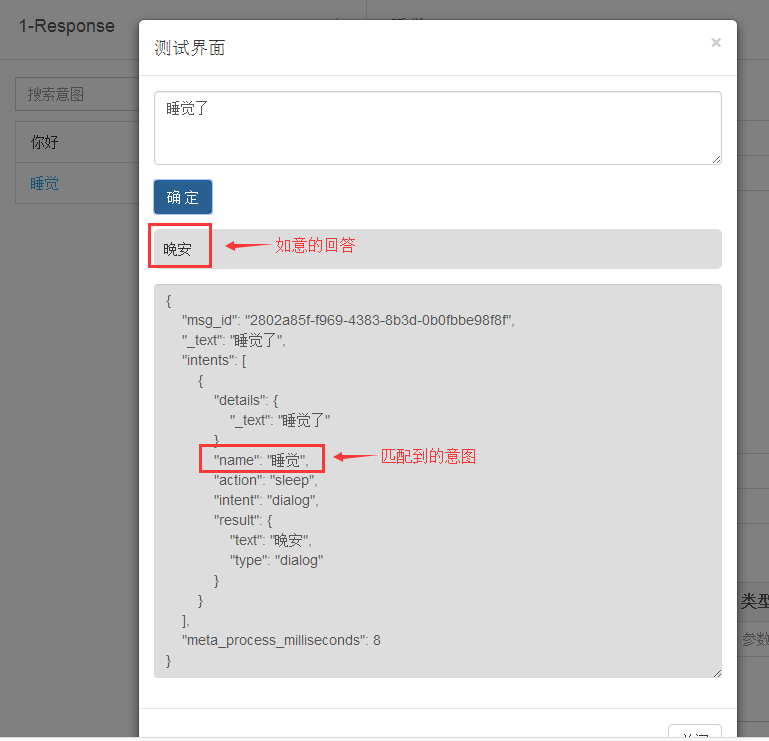 1-Response
测试界面
×
搜索意图
睡觉了
你好
睡觉
确 定
晚安
如意的回答
{
"msg_id": "2802a85f-f969-4383-8b3d-0b0fbbe98f8f",
"_text": "睡觉了",
"intents": [
{
"details": {
"_text": "睡觉了"
}
"name": "睡觉",
匹配到的意图
"action": "sleep",
"intent": "dialog",
"result": {
"text": "晚安",
"type": "dialog"
}
}
],
"meta_process_milliseconds": 8
}
类型
参数
关闭